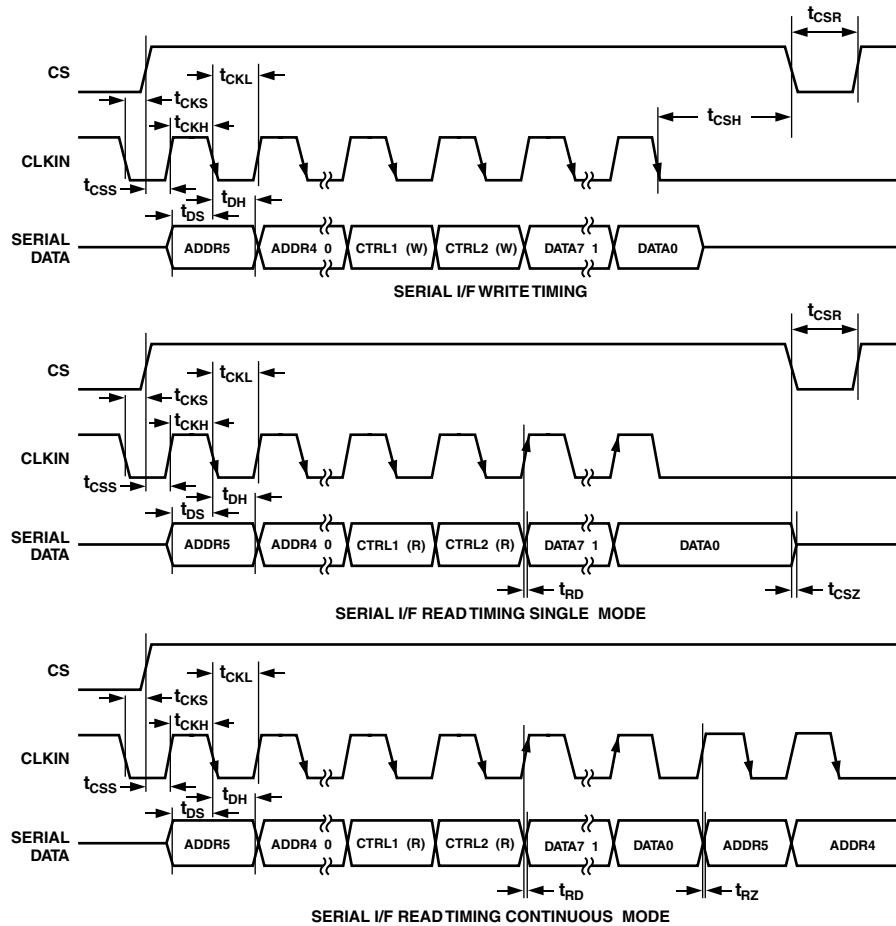 tCSR
CS
tCKL
tCKS
tCKH
tCSH
CLKIN
tCSS
tDS
tDH
SERIAL
DATA
ADDR5
ADDR4 0
CTRL1 (W)
CTRL2 (W)
DATA7 1
DATA0
SERIAL I/F WRITE TIMING
tCSR
CS
tCKL
tCKS
tCKH
CLKIN
tCSS
tDS
tDH
SERIAL
DATA
ADDR5
ADDR4 0
CTRL1 (R)
CTRL2 (R)
DATA7 1
DATA0
tRD
tCSZ
SERIAL I/F READ TIMING SINGLE MODE
CS
tCKL
tCKS
tCKH
CLKIN
tCSS
tDS
tDH
SERIAL
DATA
ADDR5
ADDR4 0
CTRL1 (R)
CTRL2 (R)
DATA7 1
DATA0
ADDR5
ADDR4
tRD
tRZ
SERIAL I/F READ TIMING CONTINUOUS MODE